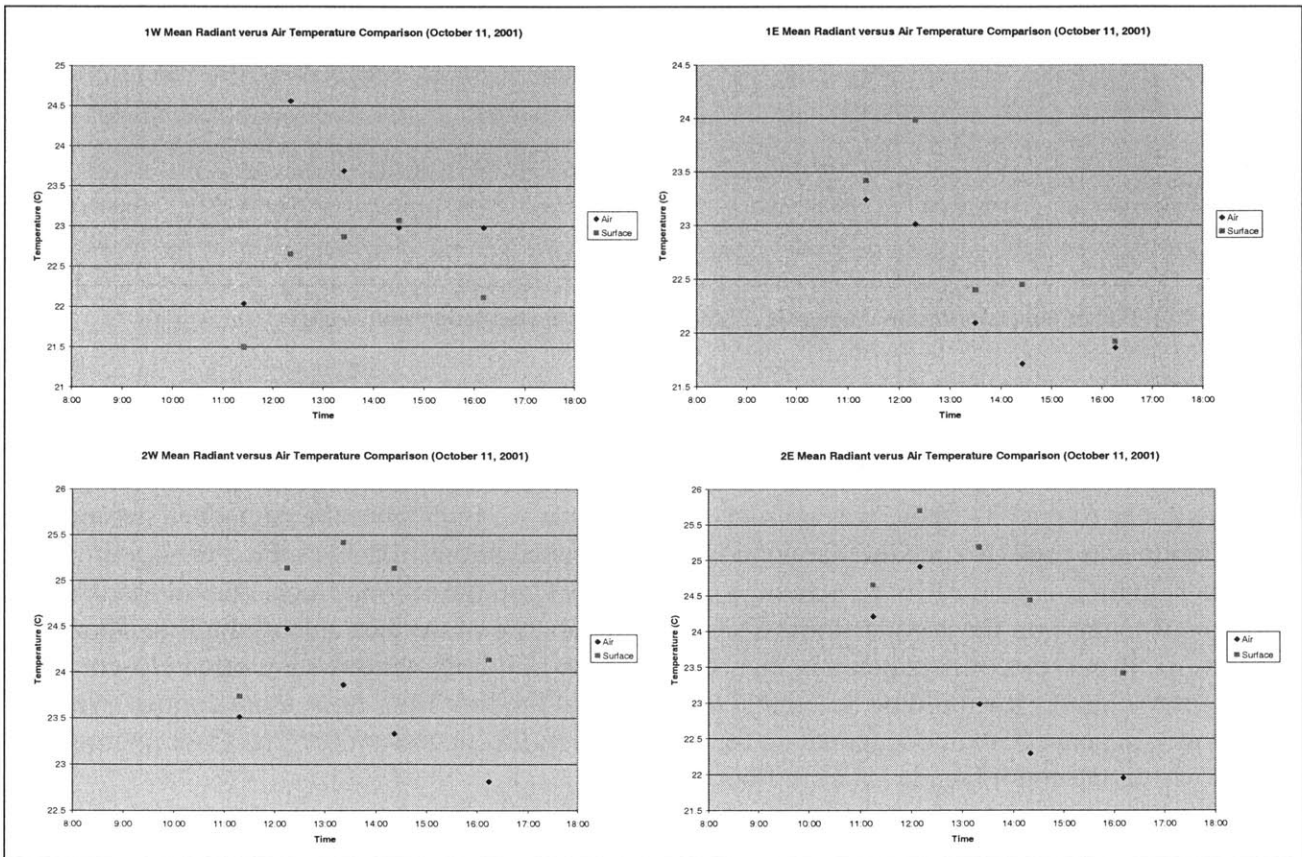 1W Mean Radiant versus Air Temperature Comparison (October 11, 2001)
Temperature (C)
25
24.5
24
23.5
23
22.5
22
21.5
21
8:00 9:00 10:00 11:00 12:00 13:00 14:00 15:00 16:00 17:00 18:00
Time
Air
Surface
1E Mean Radiant versus Air Temperature Comparison (October 11, 2001)
Temperature (C)
24.5
24
23.5
23
22.5
22
21.5
8:00 9:00 10:00 11:00 12:00 13:00 14:00 15:00 16:00 17:00 18:00
Time
Air
Surface
2W Mean Radiant versus Air Temperature Comparison (October 11, 2001)
Temperature (C)
26
25.5
25
24.5
24
23.5
23
22.5
8:00 9:00 10:00 11:00 12:00 13:00 14:00 15:00 16:00 17:00 18:00
Time
Air
Surface
2E Mean Radiant versus Air Temperature Comparison (October 11, 2001)
Temperature (C)
26
25.5
25
24.5
24
23.5
23
22.5
22
21.5
8:00 9:00 10:00 11:00 12:00 13:00 14:00 15:00 16:00 17:00 18:00
Time
Air
Surface